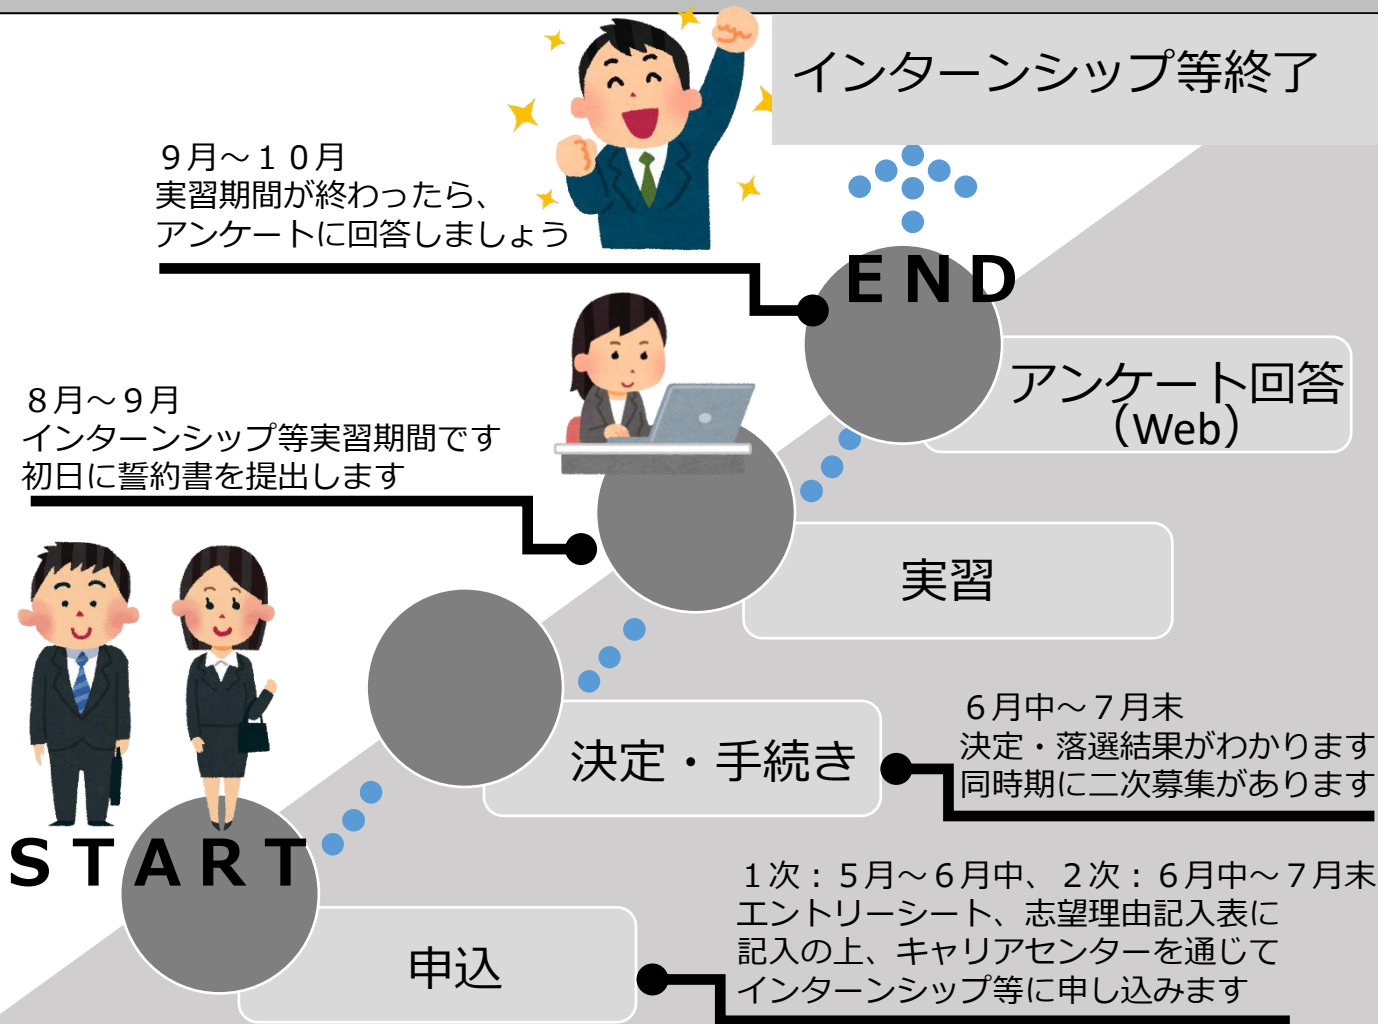 インターンシップ等終了
９月～１０月
実習期間が終わったら、
アンケートに回答しましょう
ＥＮＤ
アンケート回答
（Web）
８月～９月
インターンシップ等実習期間です
初日に誓約書を提出します
実習
６月中～７月末
決定・落選結果がわかります
同時期に二次募集があります
決定・手続き
ＳＴＡＲＴ
１次：５月～６月中、２次：６月中～７月末
エントリーシート、志望理由記入表に
記入の上、キャリアセンターを通じて
インターンシップ等に申し込みます
申込